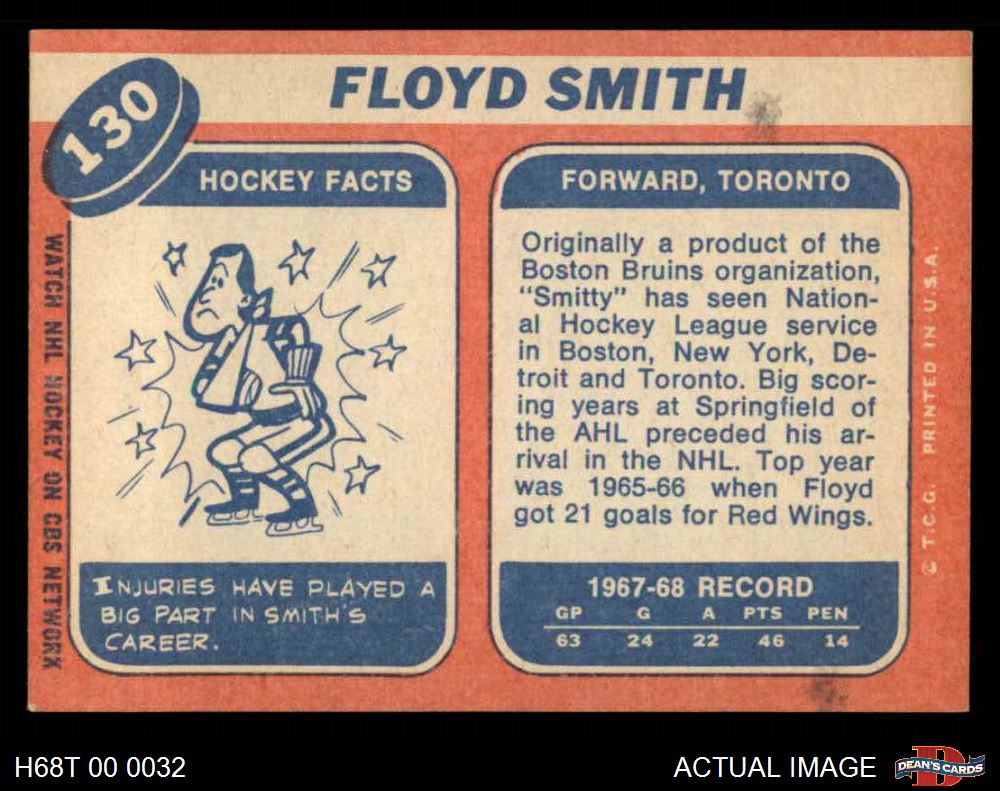 130
FLOYD SMITH
HOCKEY FACTS
INJURIES HAVE PLAYED A
BIG PART IN SMITH'S
CAREER.
FORWARD, TORONTO
Originally a product of the
Boston Bruins organization,
"Smitty" has seen Nation-
al Hockey League service
in Boston, New York, De-
troit and Toronto. Big scor-
ing years at Springfield of
the AHL preceded his ar-
rival in the NHL. Top year
was 1965-66 when Floyd
got 21 goals for Red Wings.
1967-68 RECORD
GP G A PTS PEN
63 24 22 46 14
WATCH NHL HOCKEY ON CBS NETWORK
© T.C.G. PRINTED IN U.S.A.
H68T 00 0032
ACTUAL IMAGE
DEAN'S CARDS